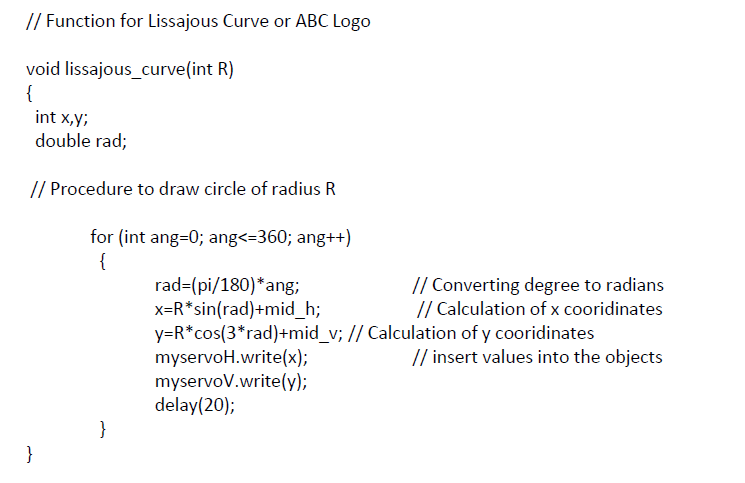 // Function for Lissajous Curve or ABC Logo
void lissajous_curve(int R)
{
int x,y;
double rad;
// Procedure to draw circle of radius R
for (int ang=0; ang<=360; ang++)
{
rad=(pi/180)*ang; // Converting degree to radians
x=R*sin(rad)+mid_h; // Calculation of x cooridinates
y=R*cos(3*rad)+mid_v; // Calculation of y cooridinates
myservoH.write(x); // insert values into the objects
myservoV.write(y);
delay(20);
}
}